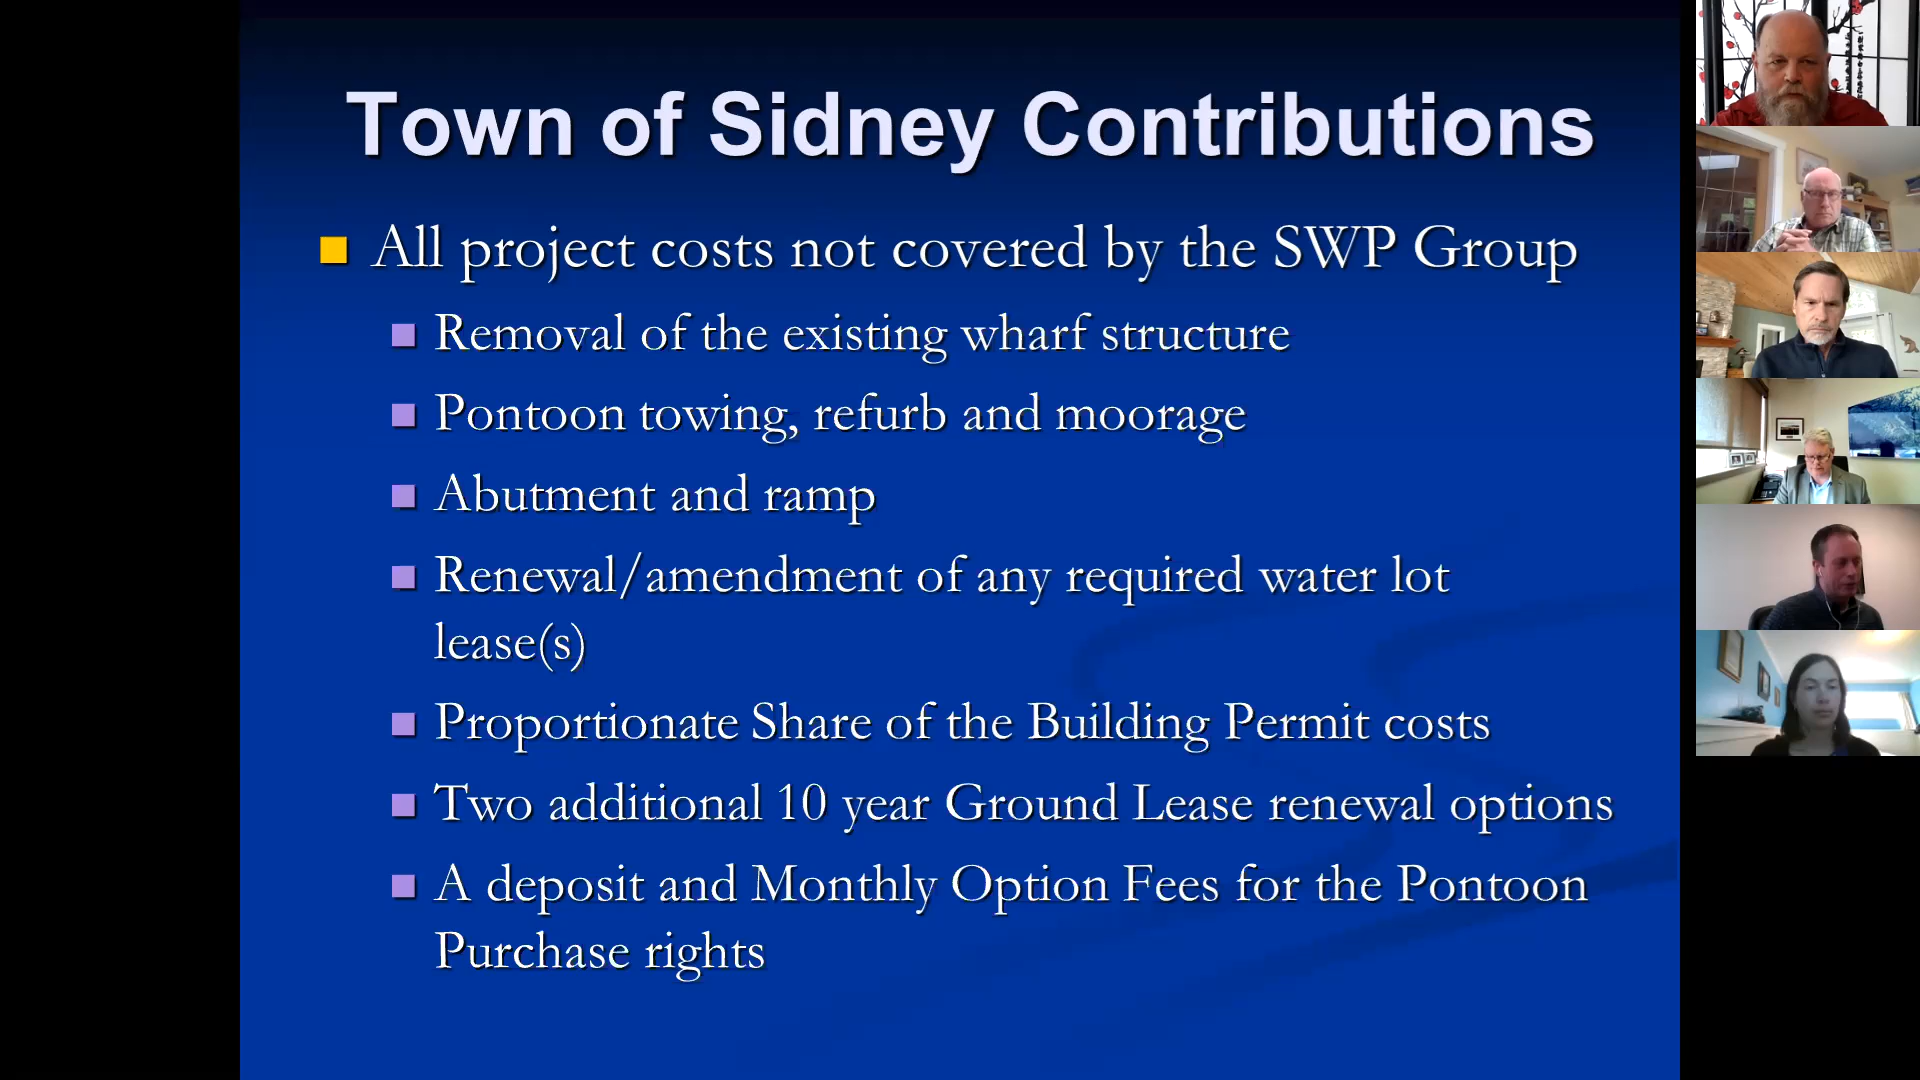 Town of Sidney Contributions
All project costs not covered by the SWP Group
Removal of the existing wharf structure
Pontoon towing, refurb and moorage
Abutment and ramp
Renewal/amendment of any required water lot
lease(s)
Proportionate Share of the Building Permit costs
Two additional 10 year Ground Lease renewal options
A deposit and Monthly Option Fees for the Pontoon
Purchase rights